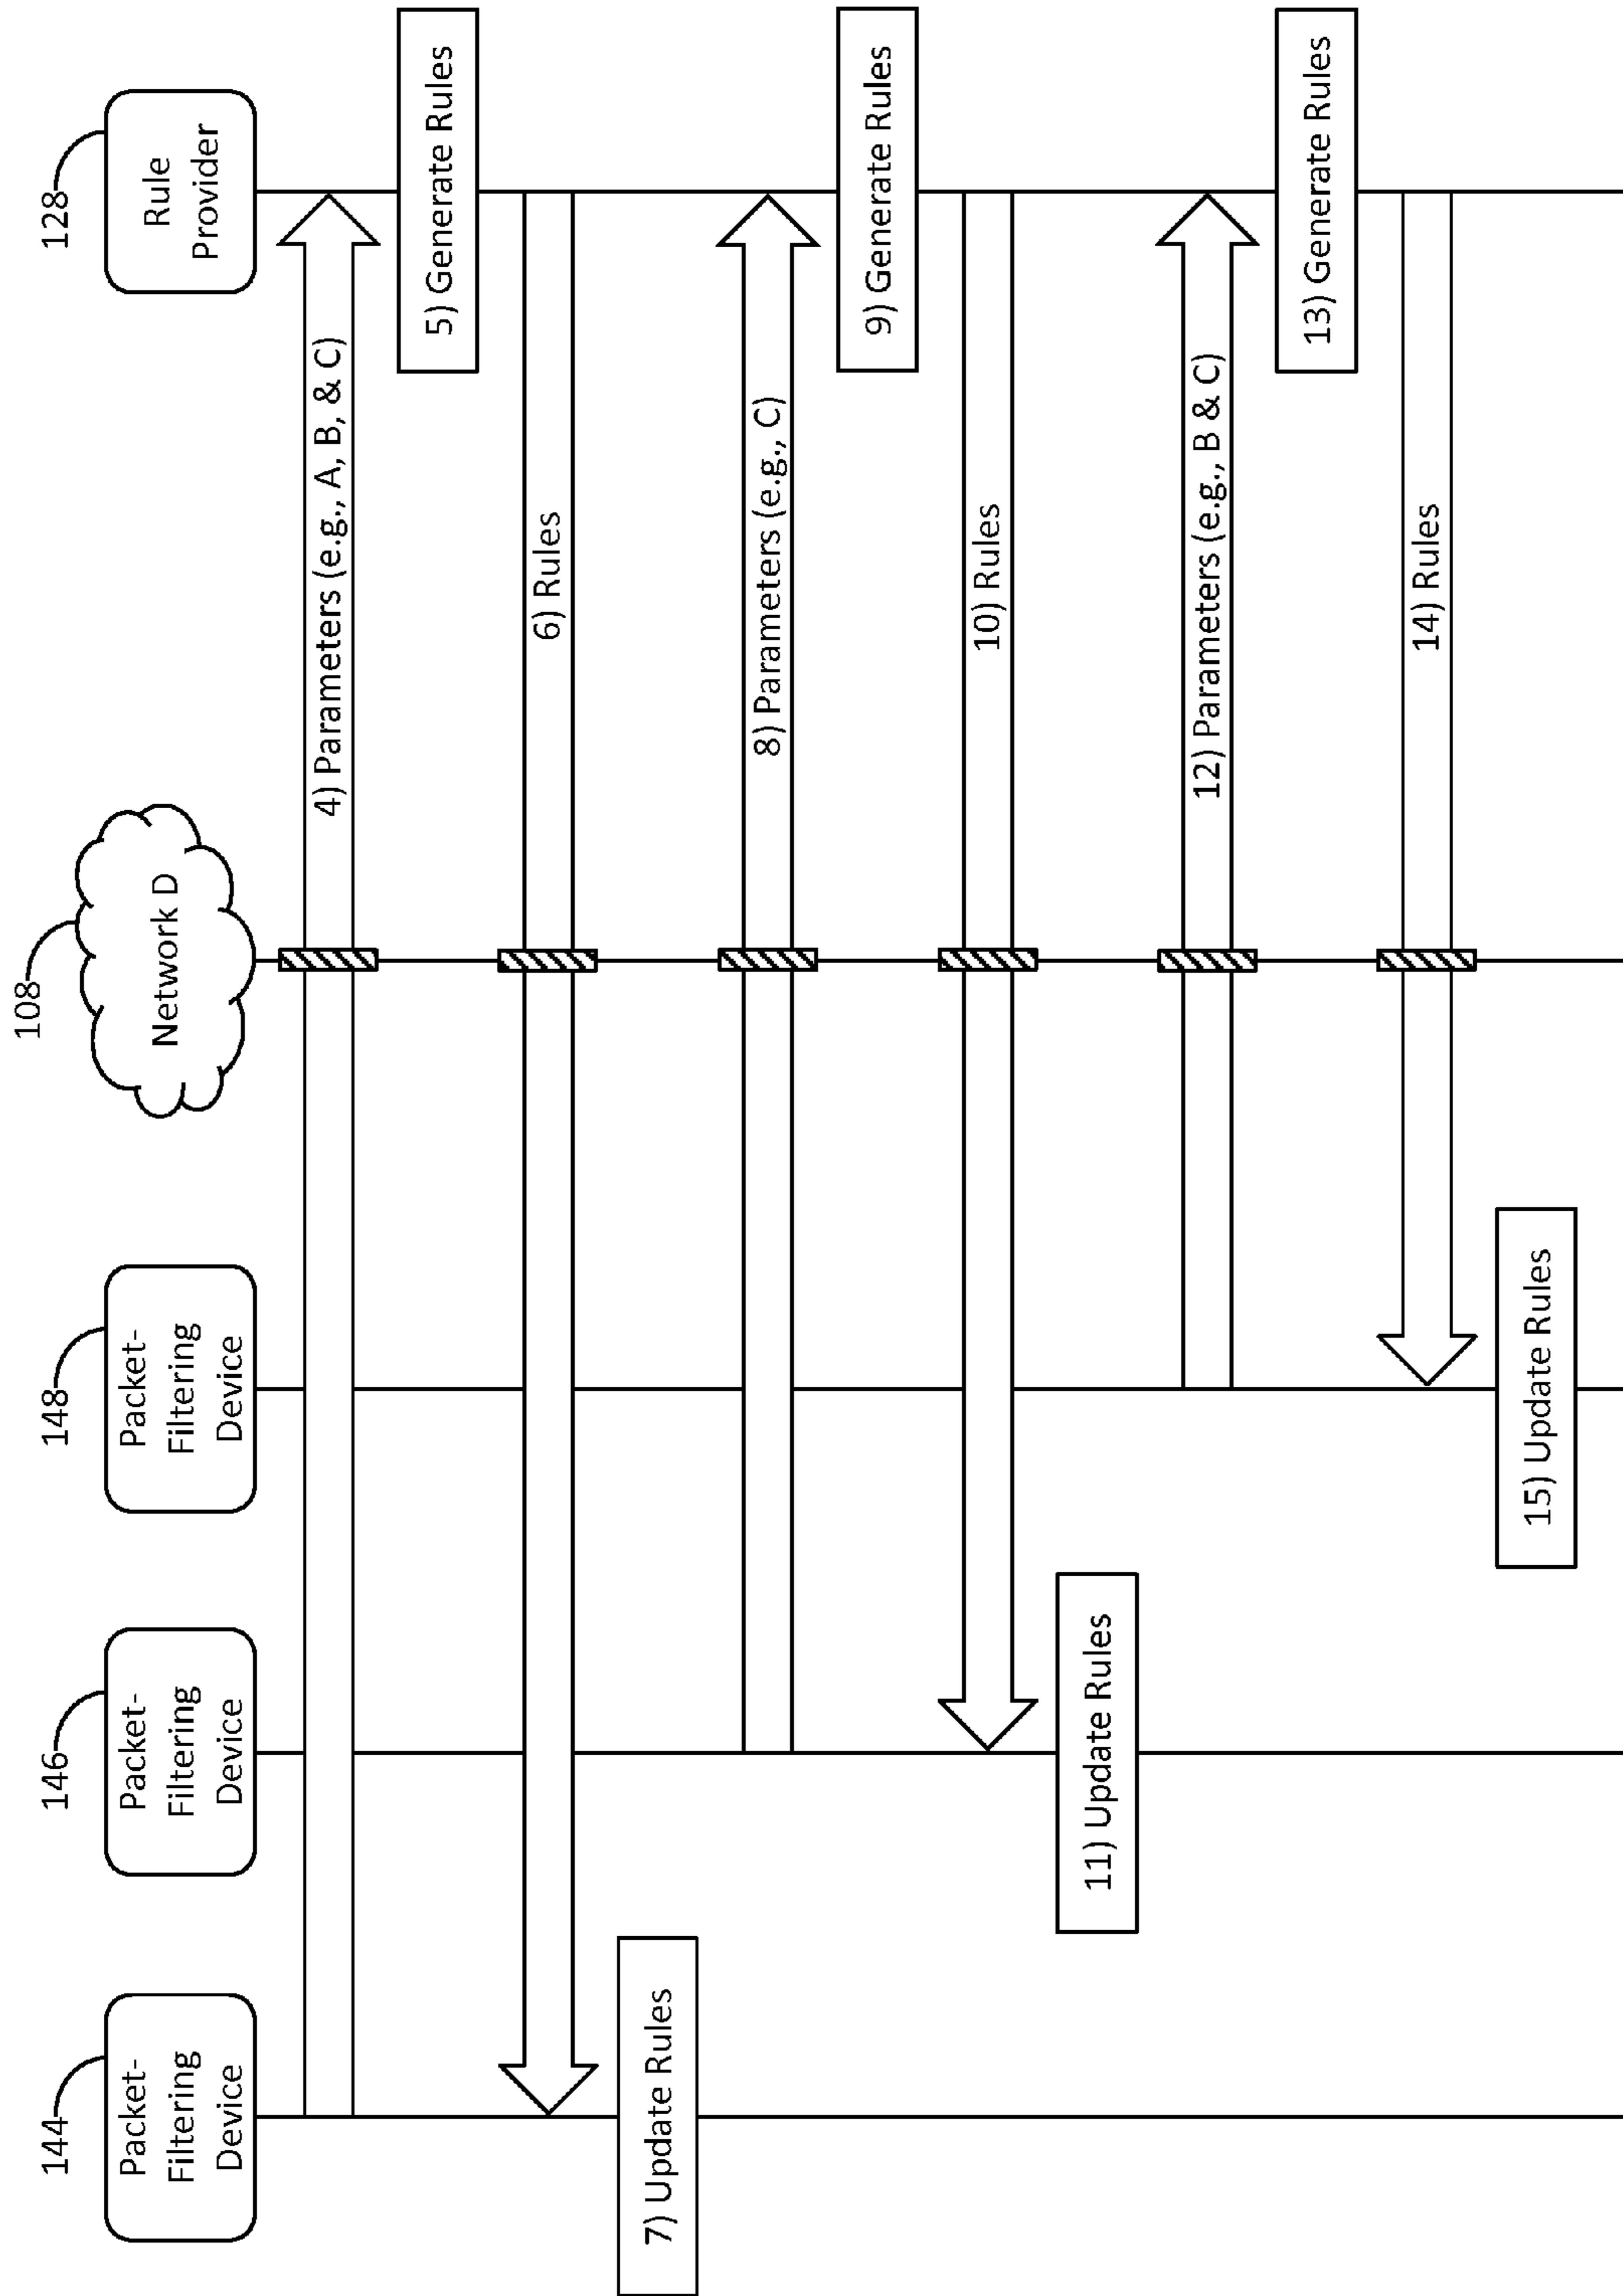 144
Packet-
Filtering
Device
146
Packet-
Filtering
Device
148
Packet-
Filtering
Device
108
Network D
128
Rule
Provider
4) Parameters (e.g., A, B, & C)
5) Generate Rules
6) Rules
7) Update Rules
8) Parameters (e.g., C)
9) Generate Rules
10) Rules
11) Update Rules
12) Parameters (e.g., B & C)
13) Generate Rules
14) Rules
15) Update Rules